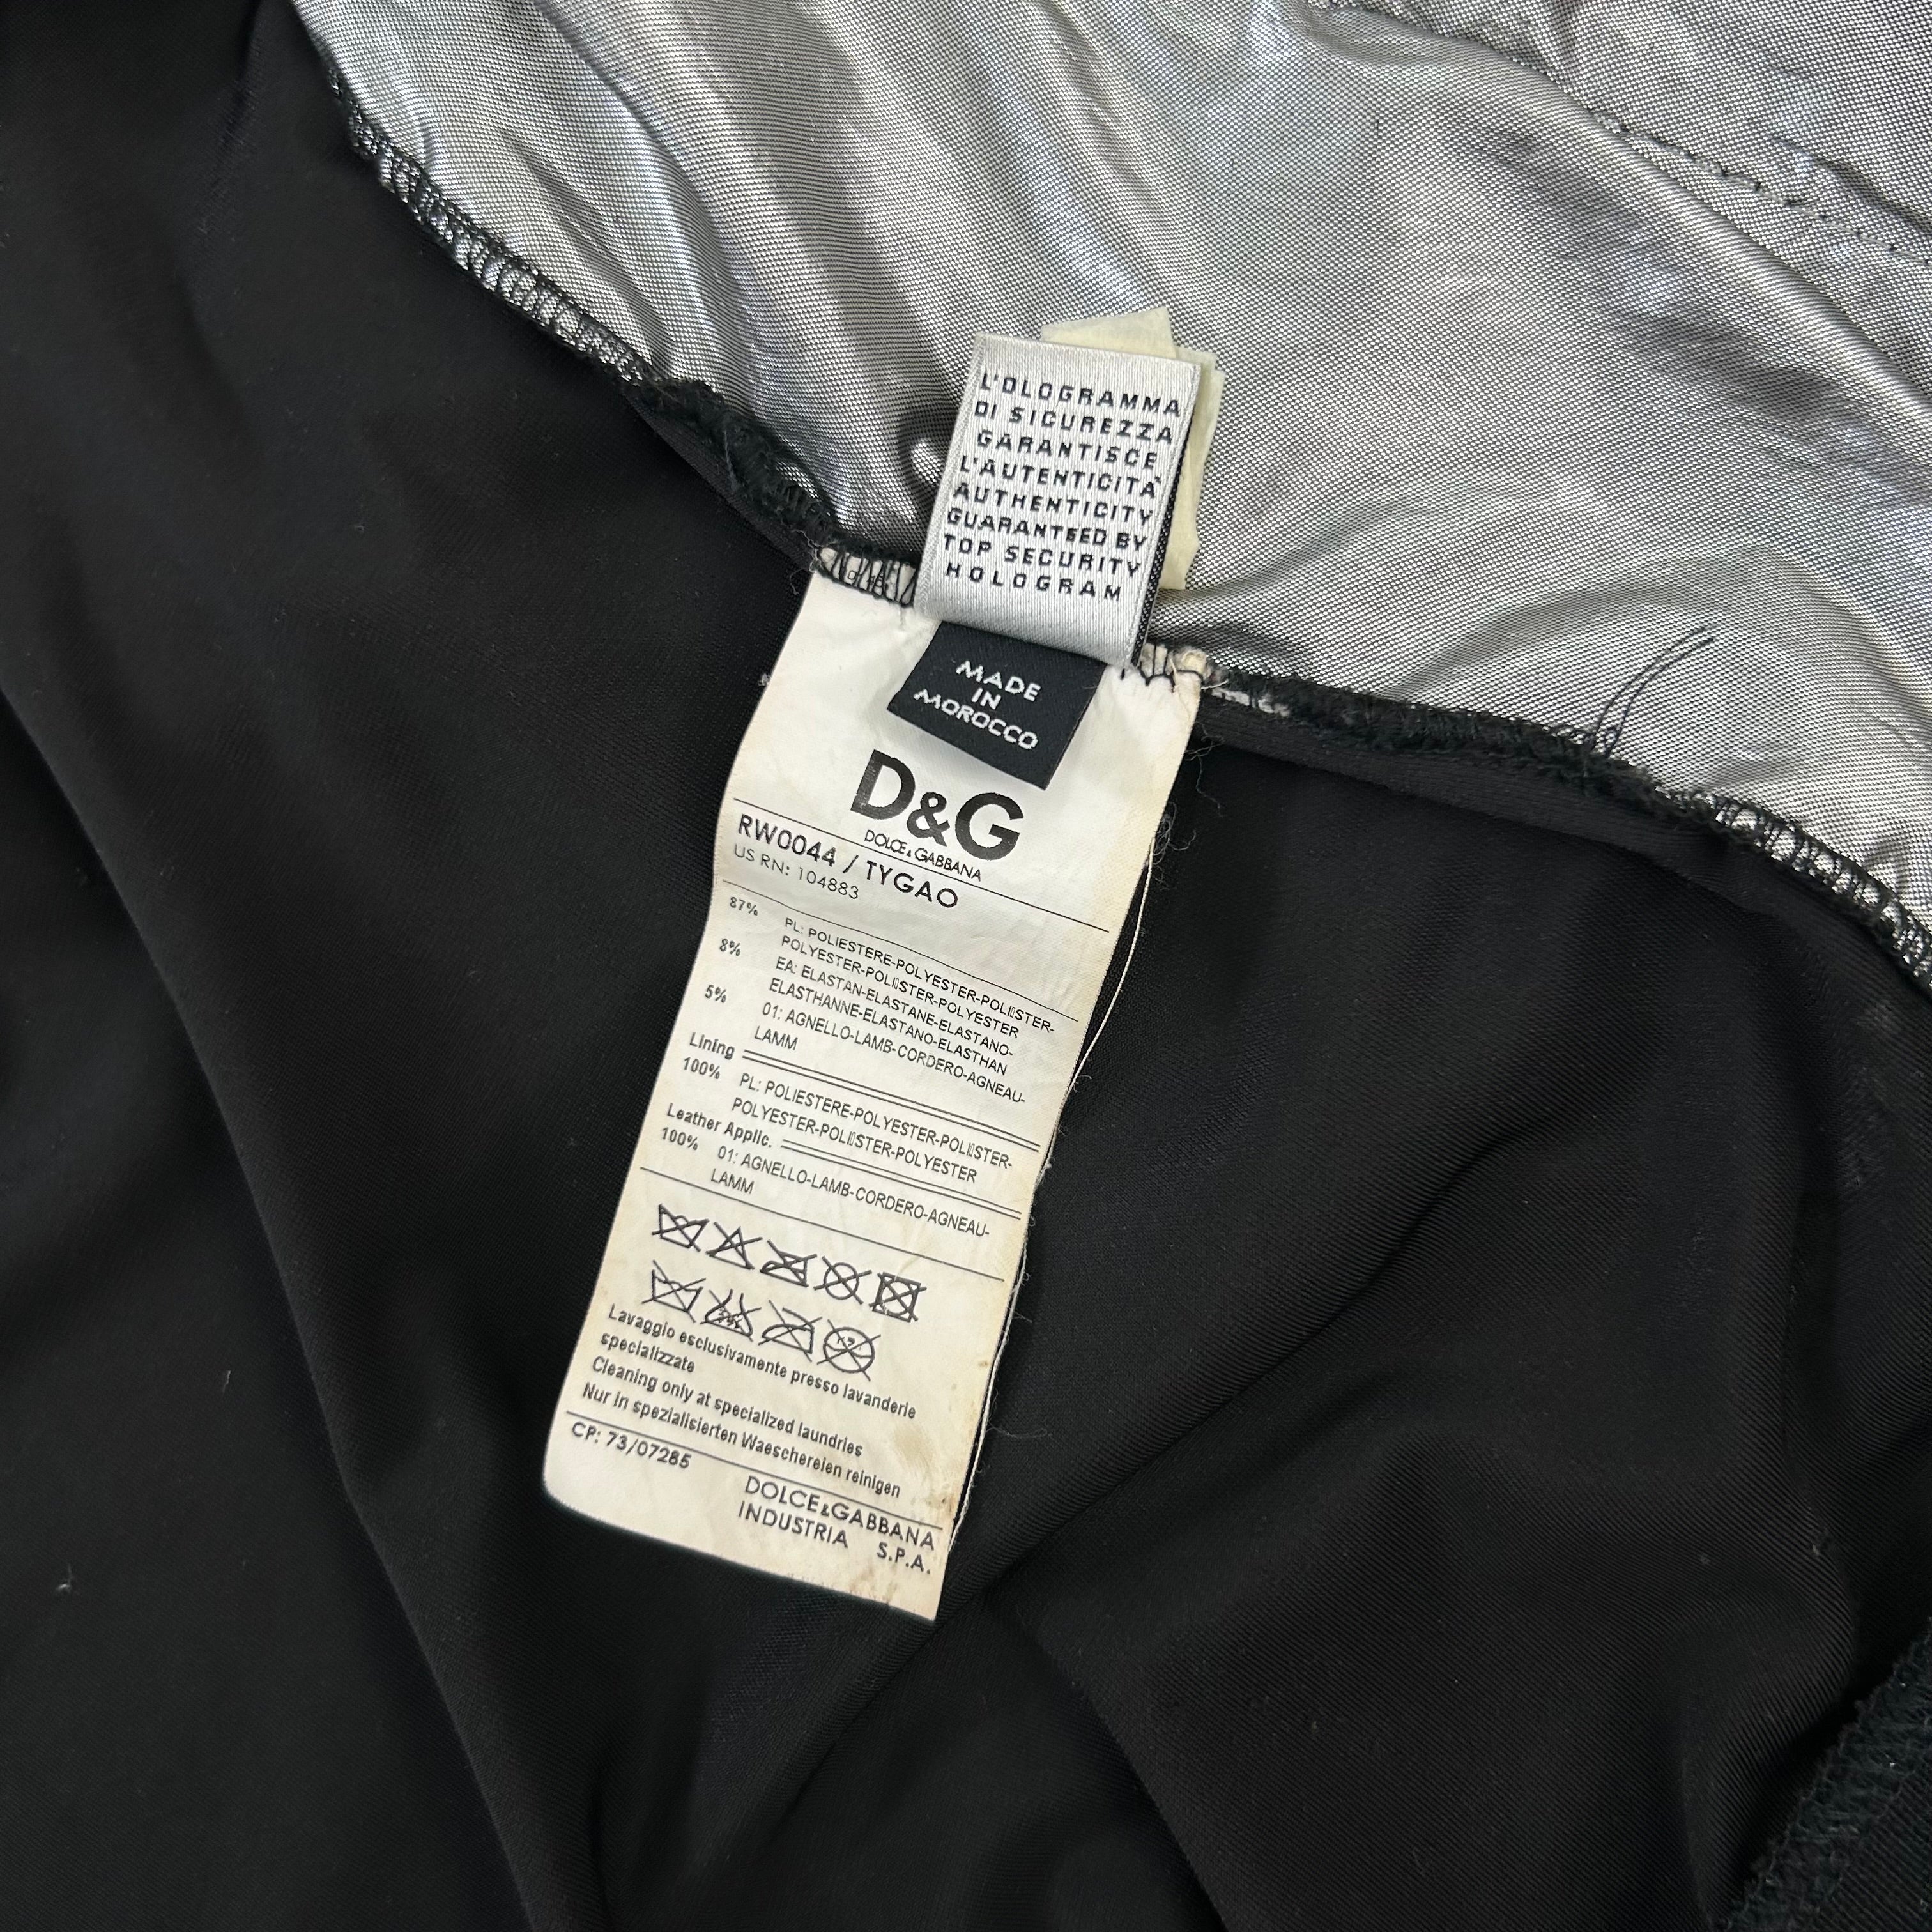 L'OLOGRAMMA
DI SICUREZZA
GARANTISCE
L'AUTENTICITÀ
AUTHENTICITY
GUARANTEED BY
TOP SECURITY
HOLOGRAM
MADE
IN
MOROCCO
D&G
DOLCE & GABBANA
RW0044 / TYGAO
US RN: 104883
87% PL: POLIESTERE-POLYESTER-POLIESTER-
POLYESTER-POLIESTER-POLYESTER
8% EA: ELASTAN-ELASTANE-ELASTANO-
ELASTHANNE-ELASTANO-ELASTHAN
5% 01: AGNELLO-LAMB-CORDERO-AGNEAU-
LAMM
Lining
100% PL: POLIESTERE-POLYESTER-POLIESTER-
POLYESTER-POLIESTER-POLYESTER
Leather Applic.
100% 01: AGNELLO-LAMB-CORDERO-AGNEAU-
LAMM
Lavaggio esclusivamente presso lavanderie
specializzate
Cleaning only at specialized laundries
Nur in spezialisierten Waeschereien reinigen
CP: 73/07285
DOLCE & GABBANA
INDUSTRIA S.P.A.